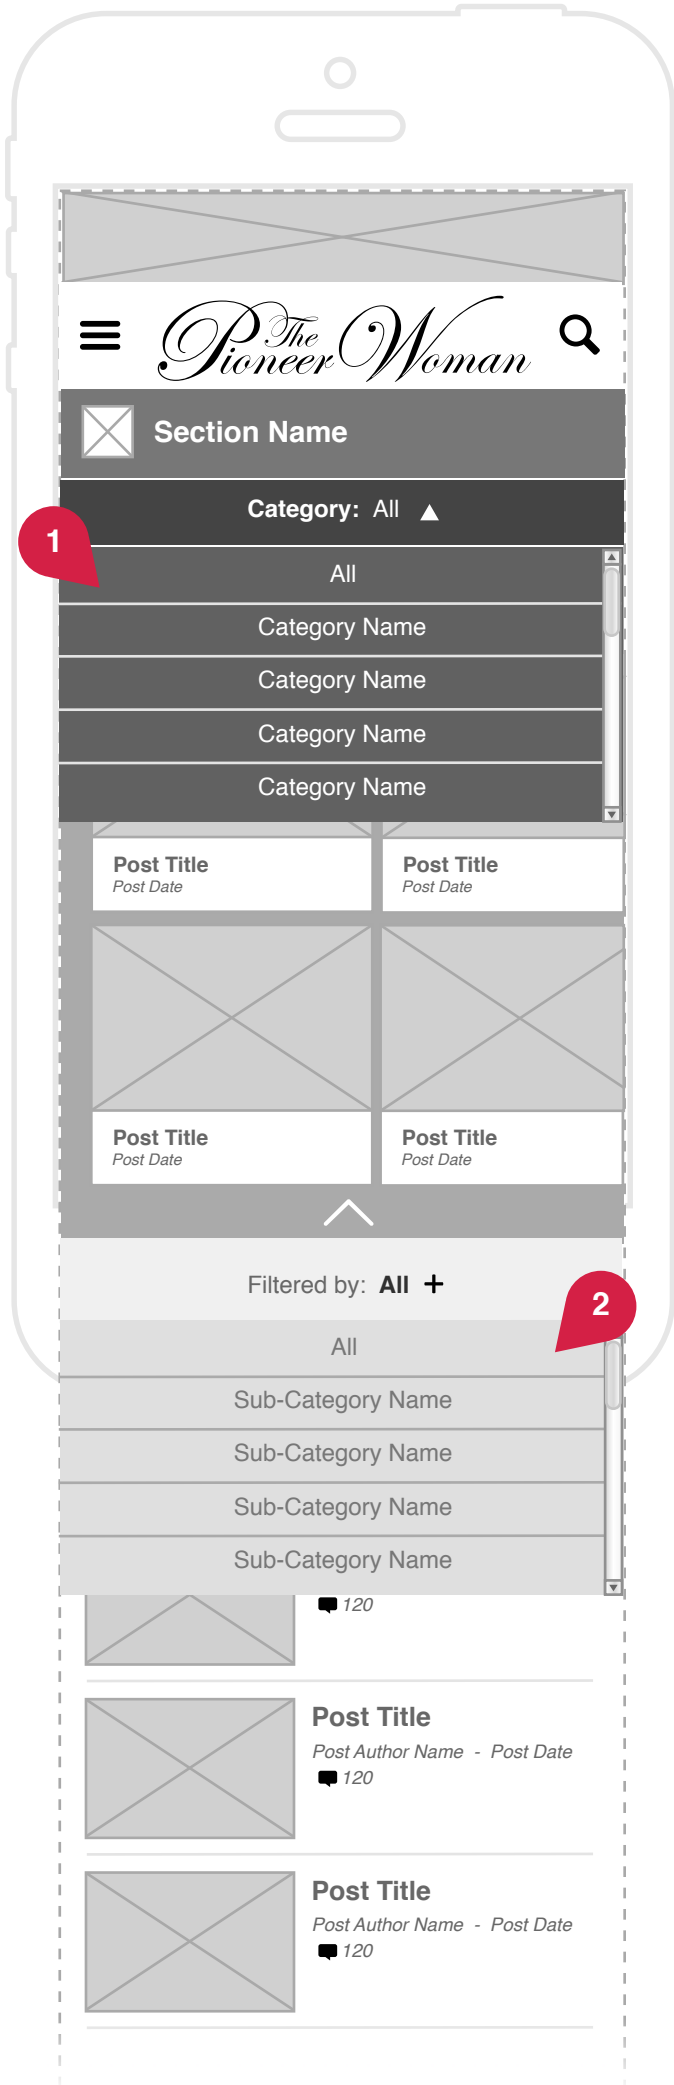 The Pioneer Woman
Section Name
Category: All
1
All
Category Name
Category Name
Category Name
Category Name
Post Title
Post Date
Post Title
Post Date
Post Title
Post Date
Post Title
Post Date
Filtered by: All +
2
All
Sub-Category Name
Sub-Category Name
Sub-Category Name
Sub-Category Name
120
Post Title
Post Author Name - Post Date
120
Post Title
Post Author Name - Post Date
120